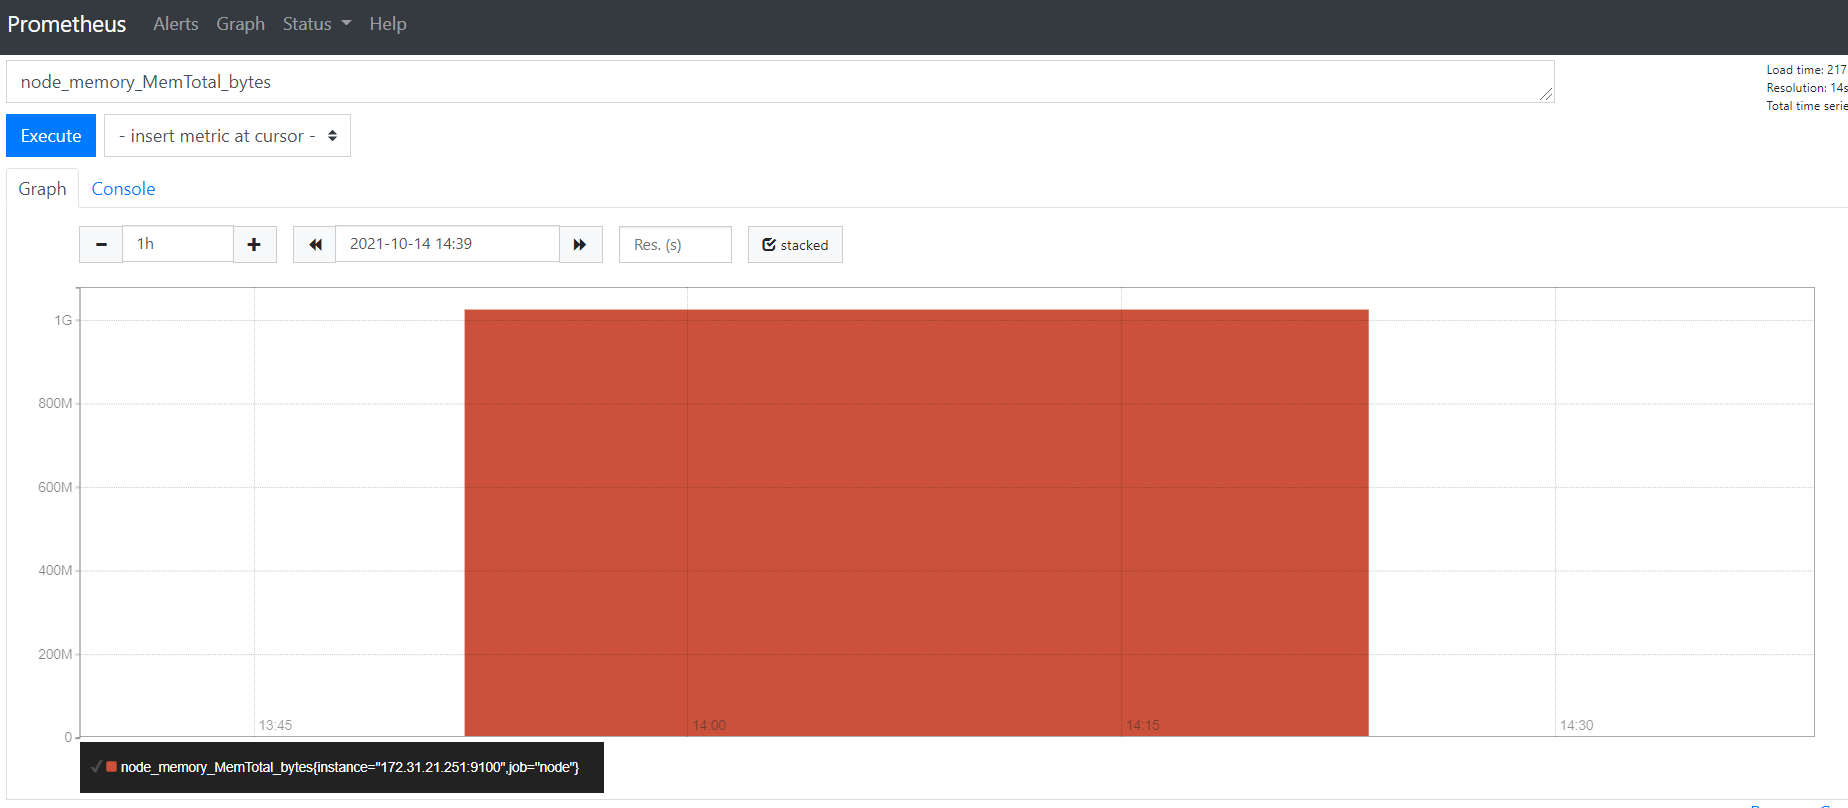 Prometheus Alerts Graph Status Help
node_memory_MemTotal_bytes
Load time: 217
Resolution: 14s
Total time serie
Execute - insert metric at cursor -
Graph Console
1h 2021-10-14 14:39 Res. (s) stacked
1G
800M
600M
400M
200M
0
13:45 14:00 14:15 14:30
node_memory_MemTotal_bytes{instance="172.31.21.251:9100",job="node"}